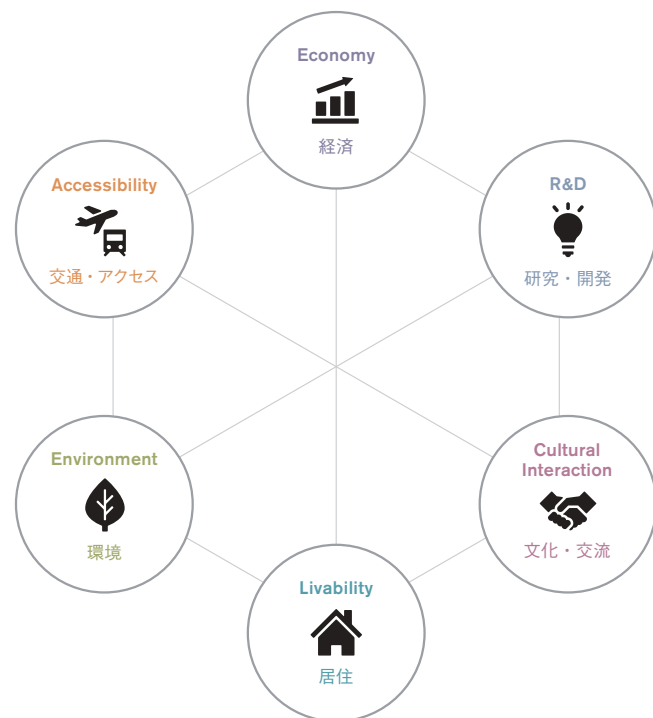 Economy
経済
Accessibility
交通・アクセス
R&D
研究・開発
Environment
環境
Cultural
Interaction
文化・交流
Livability
居住